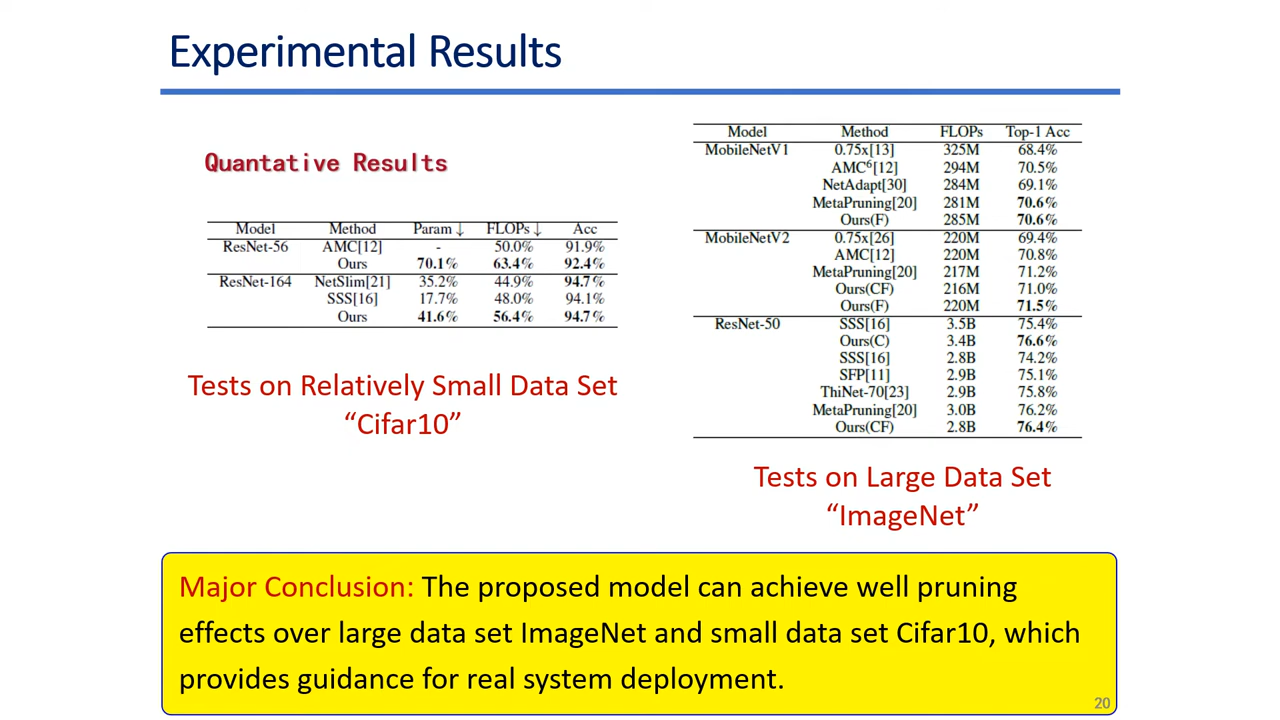 Experimental Results
Quantative Results
Model Method Param ↓ FLOPs ↓ Acc
ResNet-56 AMC[12] - 50.0% 91.9%
Ours 70.1% 63.4% 92.4%
ResNet-164 NetSlim[21] 35.2% 44.9% 94.7%
SSS[16] 17.7% 48.0% 94.1%
Ours 41.6% 56.4% 94.7%
Tests on Relatively Small Data Set
“Cifar10”
Model Method FLOPs Top-1 Acc
MobileNetV1 0.75x[13] 325M 68.4%
AMC⁶[12] 294M 70.5%
NetAdapt[30] 284M 69.1%
MetaPruning[20] 281M 70.6%
Ours(F) 285M 70.6%
MobileNetV2 0.75x[26] 220M 69.4%
AMC[12] 220M 70.8%
MetaPruning[20] 217M 71.2%
Ours(CF) 216M 71.0%
Ours(F) 220M 71.5%
ResNet-50 SSS[16] 3.5B 75.4%
Ours(C) 3.4B 76.6%
SSS[16] 2.8B 74.2%
SFP[11] 2.9B 75.1%
ThiNet-70[23] 2.9B 75.8%
MetaPruning[20] 3.0B 76.2%
Ours(CF) 2.8B 76.4%
Tests on Large Data Set
“ImageNet”
Major Conclusion: The proposed model can achieve well pruning
effects over large data set ImageNet and small data set Cifar10, which
provides guidance for real system deployment.
20